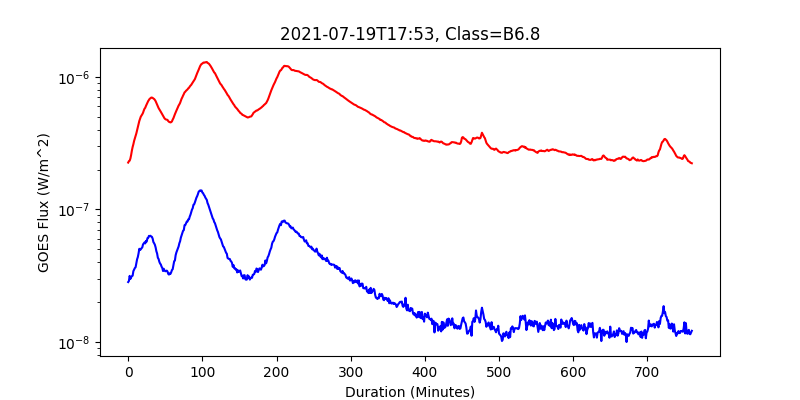 2021-07-19T17:53, Class=B6.8
GOES Flux (W/m^2)
10⁻⁶
10⁻⁷
10⁻⁸
0 100 200 300 400 500 600 700
Duration (Minutes)